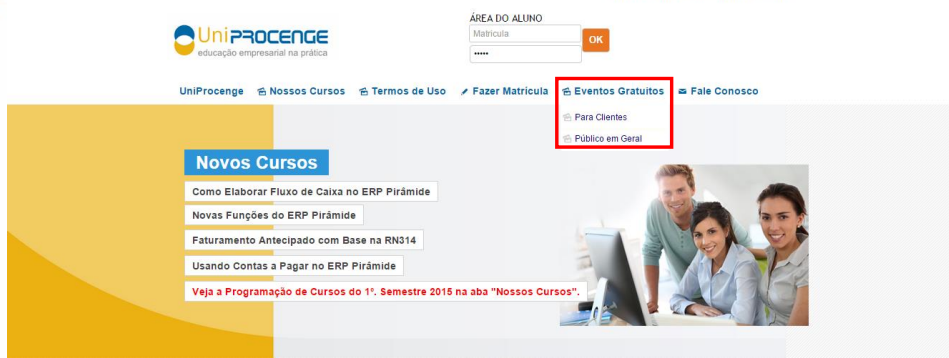 UniPROCENGE
educação empresarial na prática
ÁREA DO ALUNO
Matrícula
•••••
OK
UniProcenge Nossos Cursos Termos de Uso Fazer Matrícula Eventos Gratuitos Fale Conosco
Para Clientes
Público em Geral
Novos Cursos
Como Elaborar Fluxo de Caixa no ERP Pirâmide
Novas Funções do ERP Pirâmide
Faturamento Antecipado com Base na RN314
Usando Contas a Pagar no ERP Pirâmide
Veja a Programação de Cursos do 1º. Semestre 2015 na aba "Nossos Cursos".